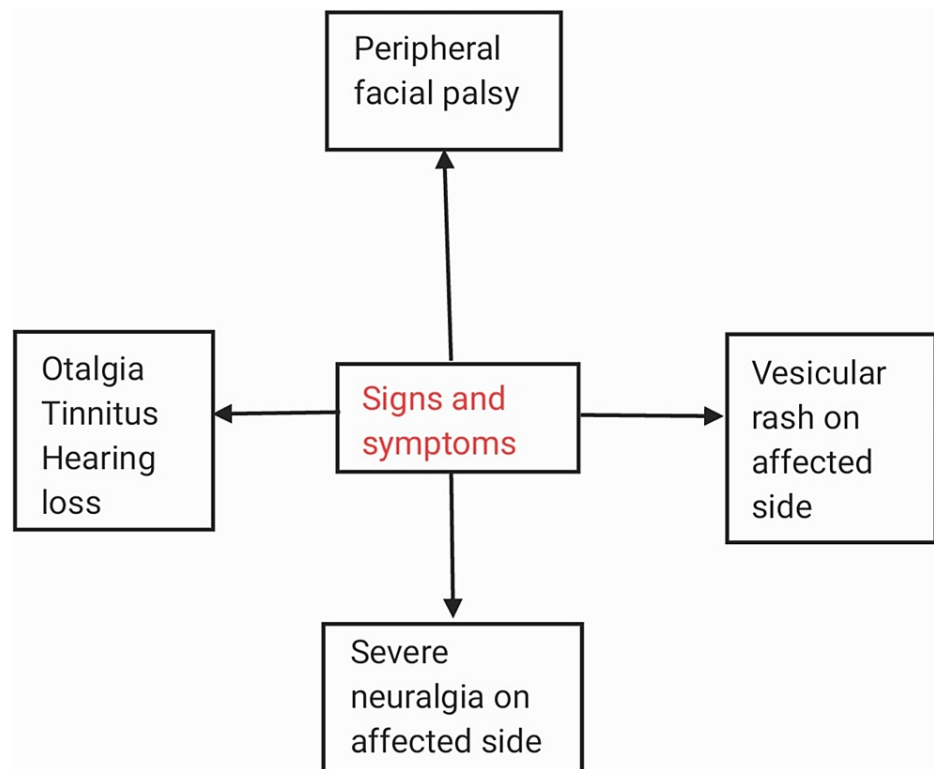 Peripheral
facial palsy
Otalgia
Tinnitus
Hearing
loss
Signs and
symptoms
Vesicular
rash on
affected
side
Severe
neuralgia on
affected side